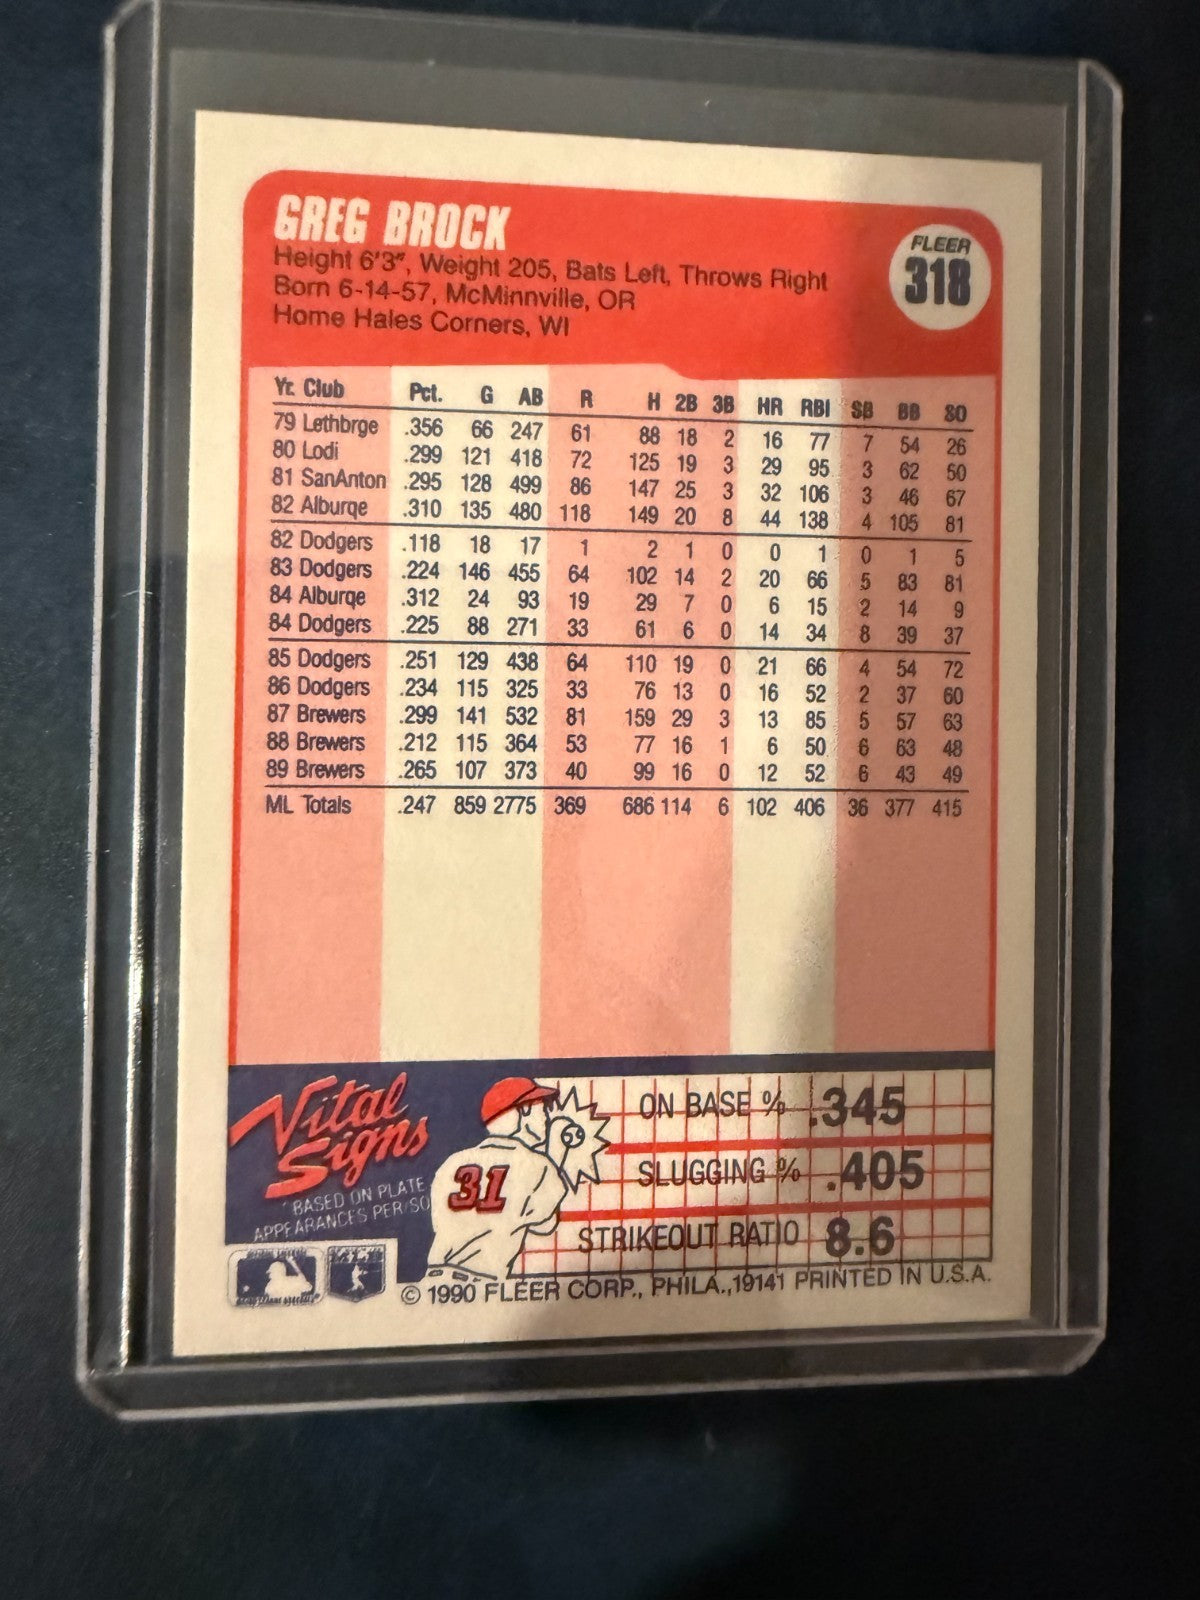 GREG BROCK
Height 6'3", Weight 205, Bats Left, Throws Right
Born 6-14-57, McMinnville, OR
Home Hales Corners, WI
FLEER
318
Yr. Club Pct. G AB R H 2B 3B HR RBI SB BB SO
79 Lethbrge .356 66 247 61 88 18 2 16 77 7 54 26
80 Lodi .299 121 418 72 125 19 3 29 95 3 62 50
81 SanAnton .295 128 499 86 147 25 3 32 106 3 46 67
82 Alburqe .310 135 480 118 149 20 8 44 138 4 105 81
82 Dodgers .118 18 17 1 2 1 0 0 1 0 1 5
83 Dodgers .224 146 455 64 102 14 2 20 66 5 83 81
84 Alburqe .312 24 93 19 29 7 0 6 15 2 14 9
84 Dodgers .225 88 271 33 61 6 0 14 34 8 39 37
85 Dodgers .251 129 438 64 110 19 0 21 66 4 54 72
86 Dodgers .234 115 325 33 76 13 0 16 52 2 37 60
87 Brewers .299 141 532 81 159 29 3 13 85 5 57 63
88 Brewers .212 115 364 53 77 16 1 6 50 6 63 48
89 Brewers .265 107 373 40 99 16 0 12 52 6 43 49
ML Totals .247 859 2775 369 686 114 6 102 406 36 377 415
Vital
Signs
*BASED ON PLATE
APPEARANCES PER SO
31
ON BASE % .345
SLUGGING % .405
STRIKEOUT RATIO 8.6
© 1990 FLEER CORP., PHILA., 19141 PRINTED IN U.S.A.